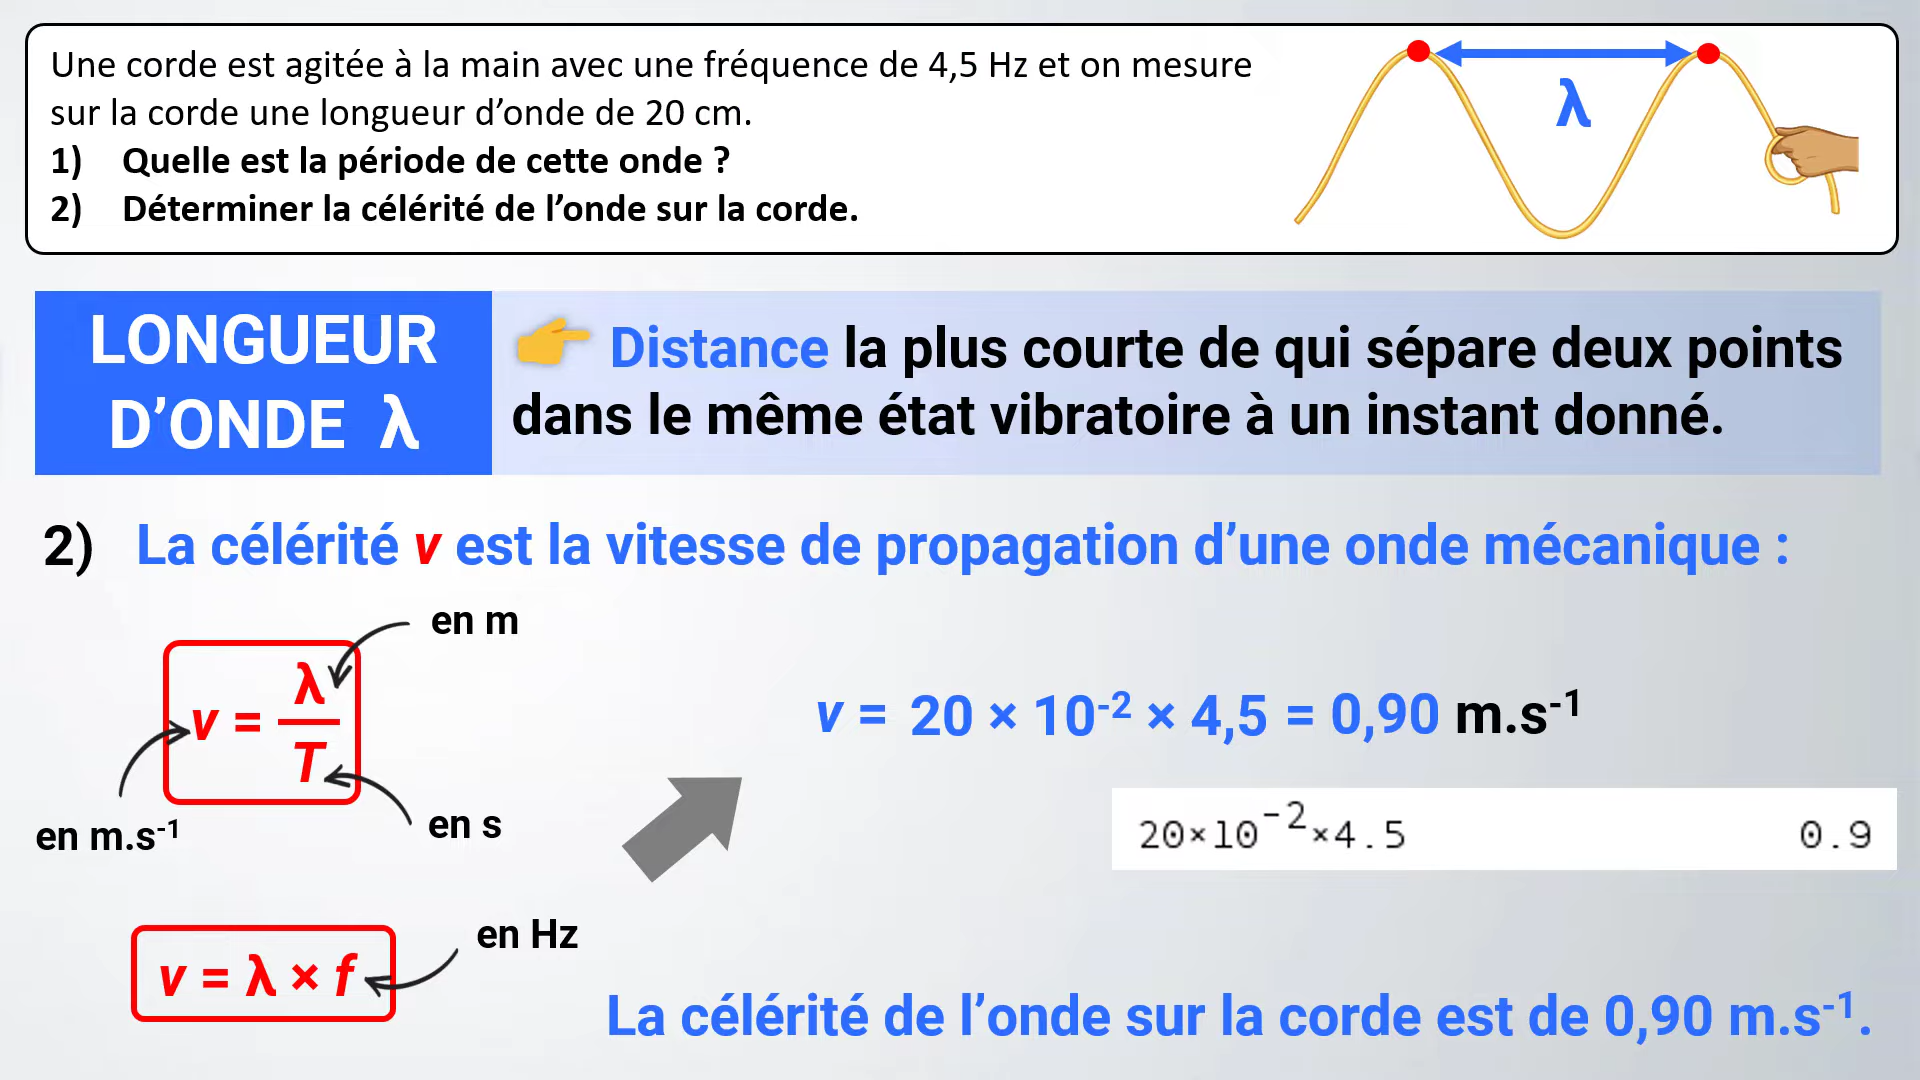 Une corde est agitée à la main avec une fréquence de 4,5 Hz et on mesure
sur la corde une longueur d’onde de 20 cm.
1) Quelle est la période de cette onde ?
2) Déterminer la célérité de l’onde sur la corde.
λ
LONGUEUR
D’ONDE λ
👉 Distance la plus courte de qui sépare deux points
dans le même état vibratoire à un instant donné.
2) La célérité v est la vitesse de propagation d’une onde mécanique :
en m
v = λ / T
en m.s⁻¹
en s
v = 20 × 10⁻² × 4,5 = 0,90 m.s⁻¹
20×10⁻²×4.5 0.9
en Hz
v = λ × f
La célérité de l’onde sur la corde est de 0,90 m.s⁻¹.